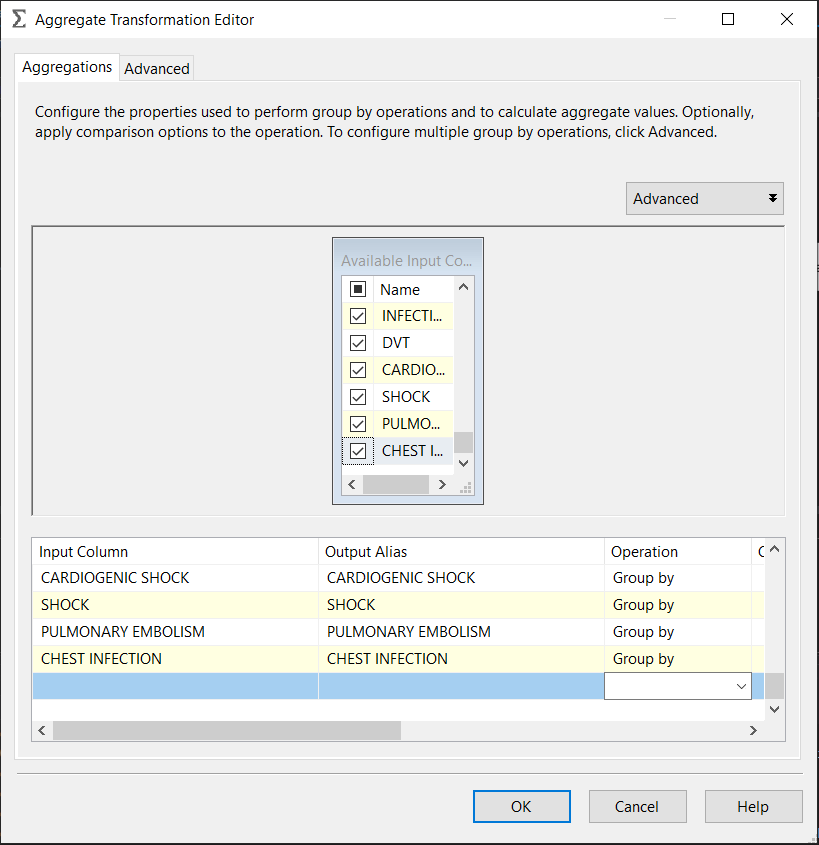 Aggregate Transformation Editor
Aggregations Advanced
Configure the properties used to perform group by operations and to calculate aggregate values. Optionally,
apply comparison options to the operation. To configure multiple group by operations, click Advanced.
Advanced
Available Input Co...
Name
INFECTI...
DVT
CARDIO...
SHOCK
PULMO...
CHEST I...
Input Column Output Alias Operation C
CARDIOGENIC SHOCK CARDIOGENIC SHOCK Group by
SHOCK SHOCK Group by
PULMONARY EMBOLISM PULMONARY EMBOLISM Group by
CHEST INFECTION CHEST INFECTION Group by
OK Cancel Help